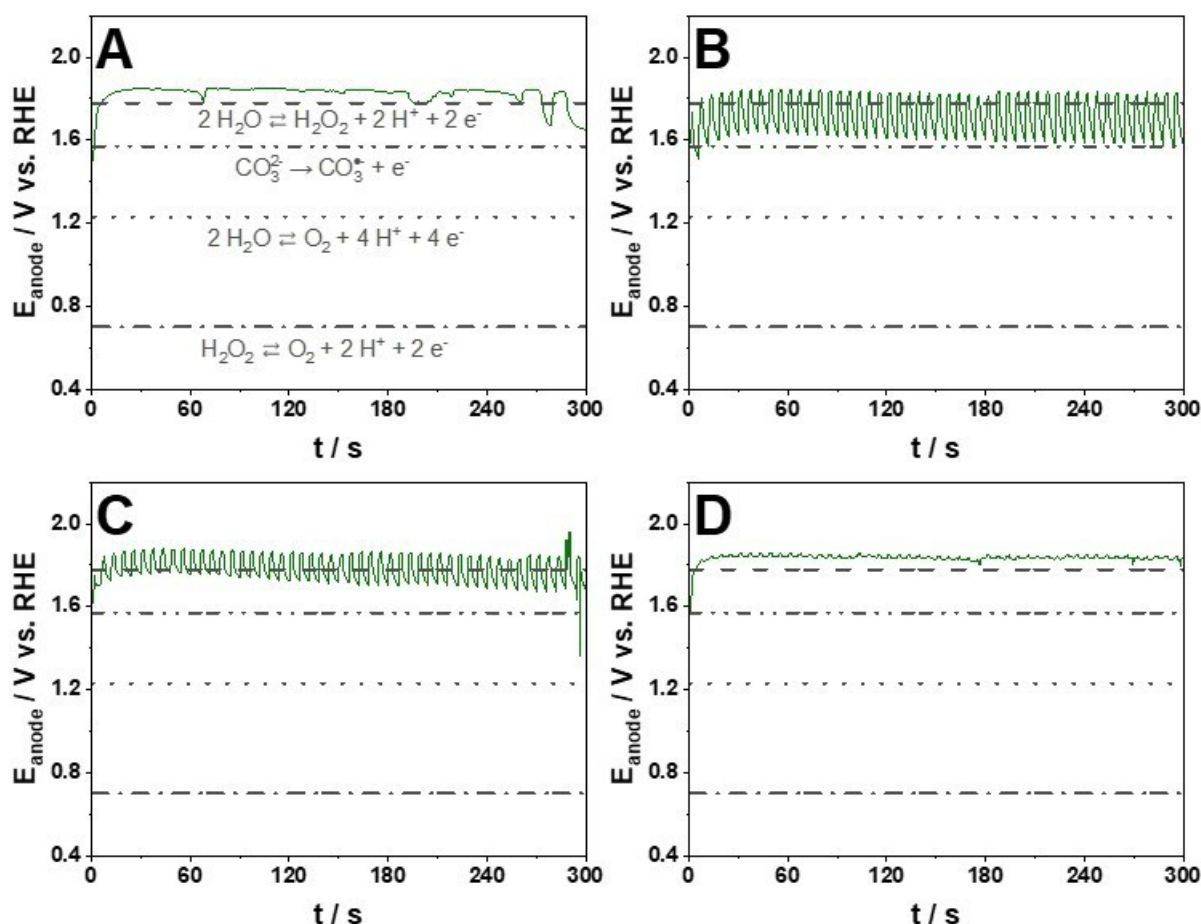 A
E_anode / V vs. RHE
2.0
1.6
1.2
0.8
0.4
2 H₂O ⇄ H₂O₂ + 2 H⁺ + 2 e⁻
CO₃²⁻ → CO₃•⁻ + e⁻
2 H₂O ⇄ O₂ + 4 H⁺ + 4 e⁻
H₂O₂ ⇄ O₂ + 2 H⁺ + 2 e⁻
0 60 120 180 240 300
t / s
B
E_anode / V vs. RHE
2.0
1.6
1.2
0.8
0.4
0 60 120 180 240 300
t / s
C
E_anode / V vs. RHE
2.0
1.6
1.2
0.8
0.4
0 60 120 180 240 300
t / s
D
E_anode / V vs. RHE
2.0
1.6
1.2
0.8
0.4
0 60 120 180 240 300
t / s